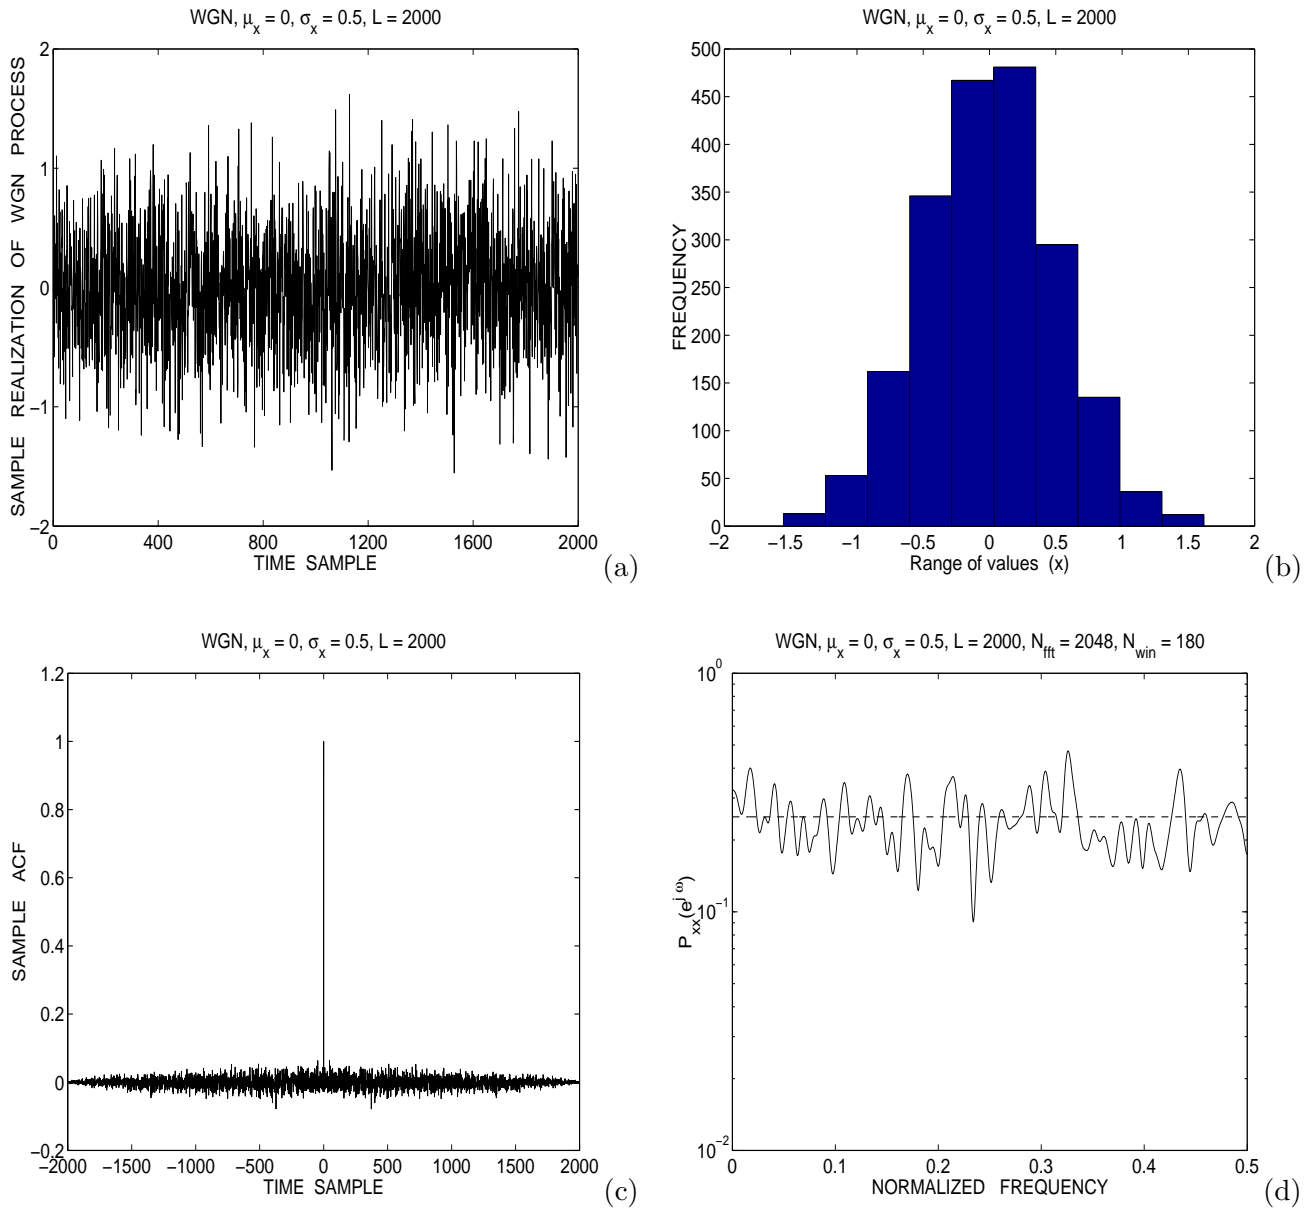 WGN, μx = 0, σx = 0.5, L = 2000
SAMPLE REALIZATION OF WGN PROCESS
2
1
0
−1
−2
0 400 800 1200 1600 2000
TIME SAMPLE
(a)
WGN, μx = 0, σx = 0.5, L = 2000
FREQUENCY
500
450
400
350
300
250
200
150
100
50
0
−2 −1.5 −1 −0.5 0 0.5 1 1.5 2
Range of values (x)
(b)
WGN, μx = 0, σx = 0.5, L = 2000
SAMPLE ACF
1.2
1
0.8
0.6
0.4
0.2
0
−0.2
−2000 −1500 −1000 −500 0 500 1000 1500 2000
TIME SAMPLE
(c)
WGN, μx = 0, σx = 0.5, L = 2000, Nfft = 2048, Nwin = 180
Pxx(e^jω)
10^0
10^−1
10^−2
0 0.1 0.2 0.3 0.4 0.5
NORMALIZED FREQUENCY
(d)